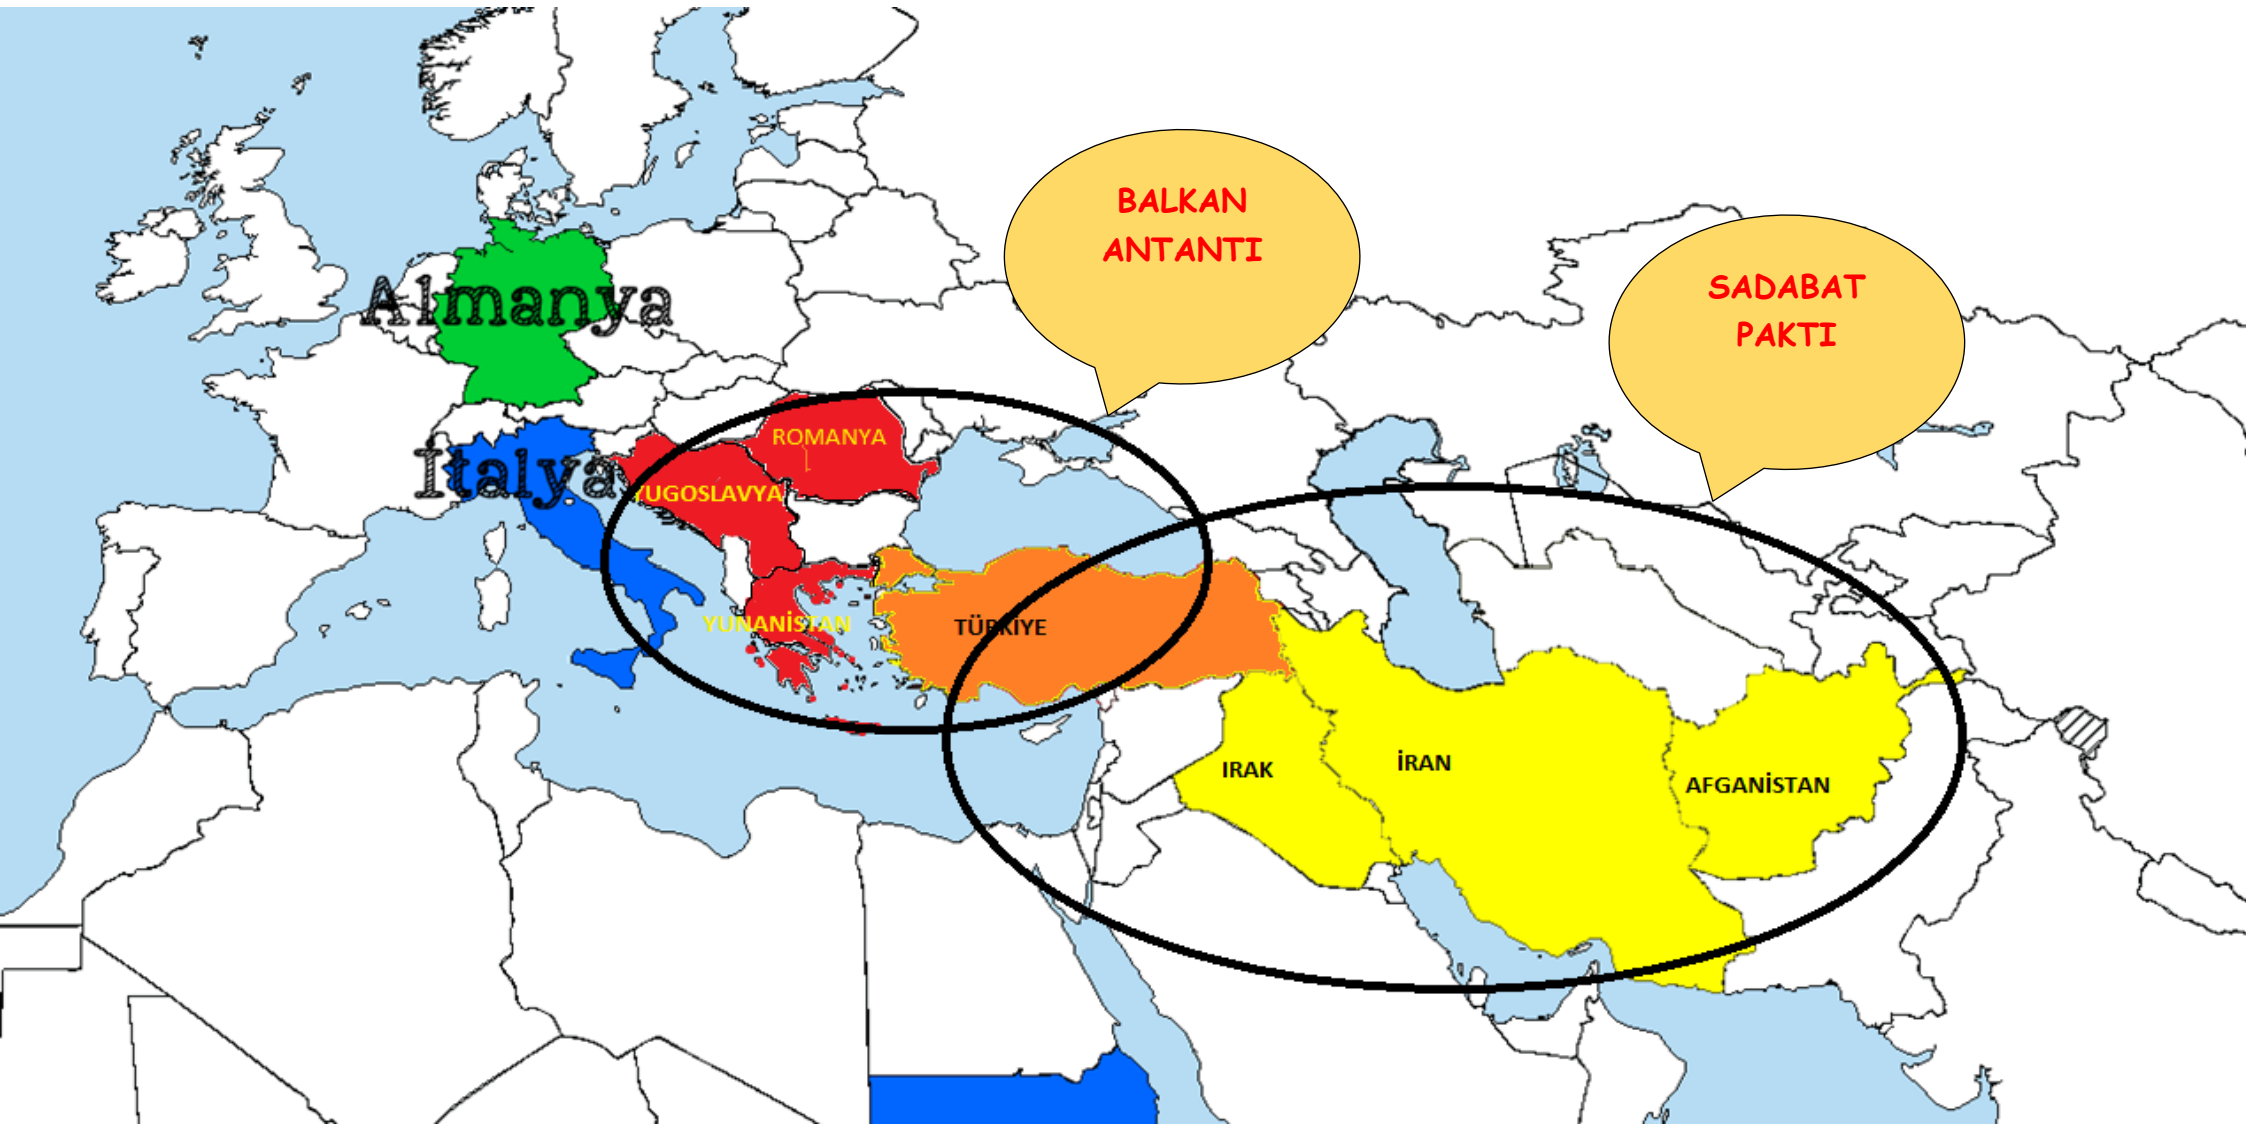 BALKAN
ANTANTI
SADABAT
PAKTI
Almanya
İtalya
ROMANYA
YUGOSLAVYA
YUNANİSTAN
TÜRKİYE
IRAK
İRAN
AFGANİSTAN